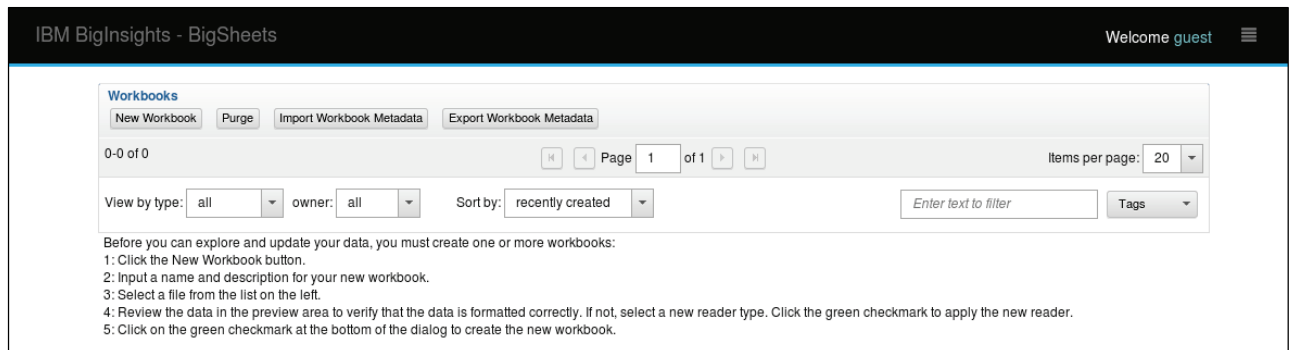 IBM BigInsights - BigSheets
Welcome guest
Workbooks
New Workbook Purge Import Workbook Metadata Export Workbook Metadata
0-0 of 0 Page 1 of 1 Items per page: 20
View by type: all owner: all Sort by: recently created Enter text to filter Tags
Before you can explore and update your data, you must create one or more workbooks:
1: Click the New Workbook button.
2: Input a name and description for your new workbook.
3: Select a file from the list on the left.
4: Review the data in the preview area to verify that the data is formatted correctly. If not, select a new reader type. Click the green checkmark to apply the new reader.
5: Click on the green checkmark at the bottom of the dialog to create the new workbook.